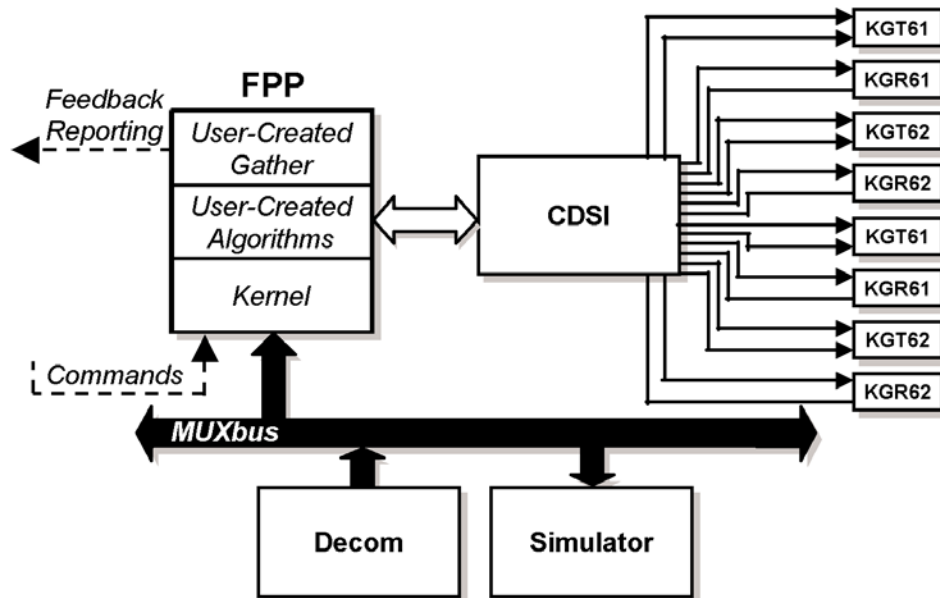 FPP
Feedback
Reporting
User-Created
Gather
User-Created
Algorithms
Kernel
Commands
CDSI
KGT61
KGR61
KGT62
KGR62
KGT61
KGR61
KGT62
KGR62
MUXbus
Decom
Simulator